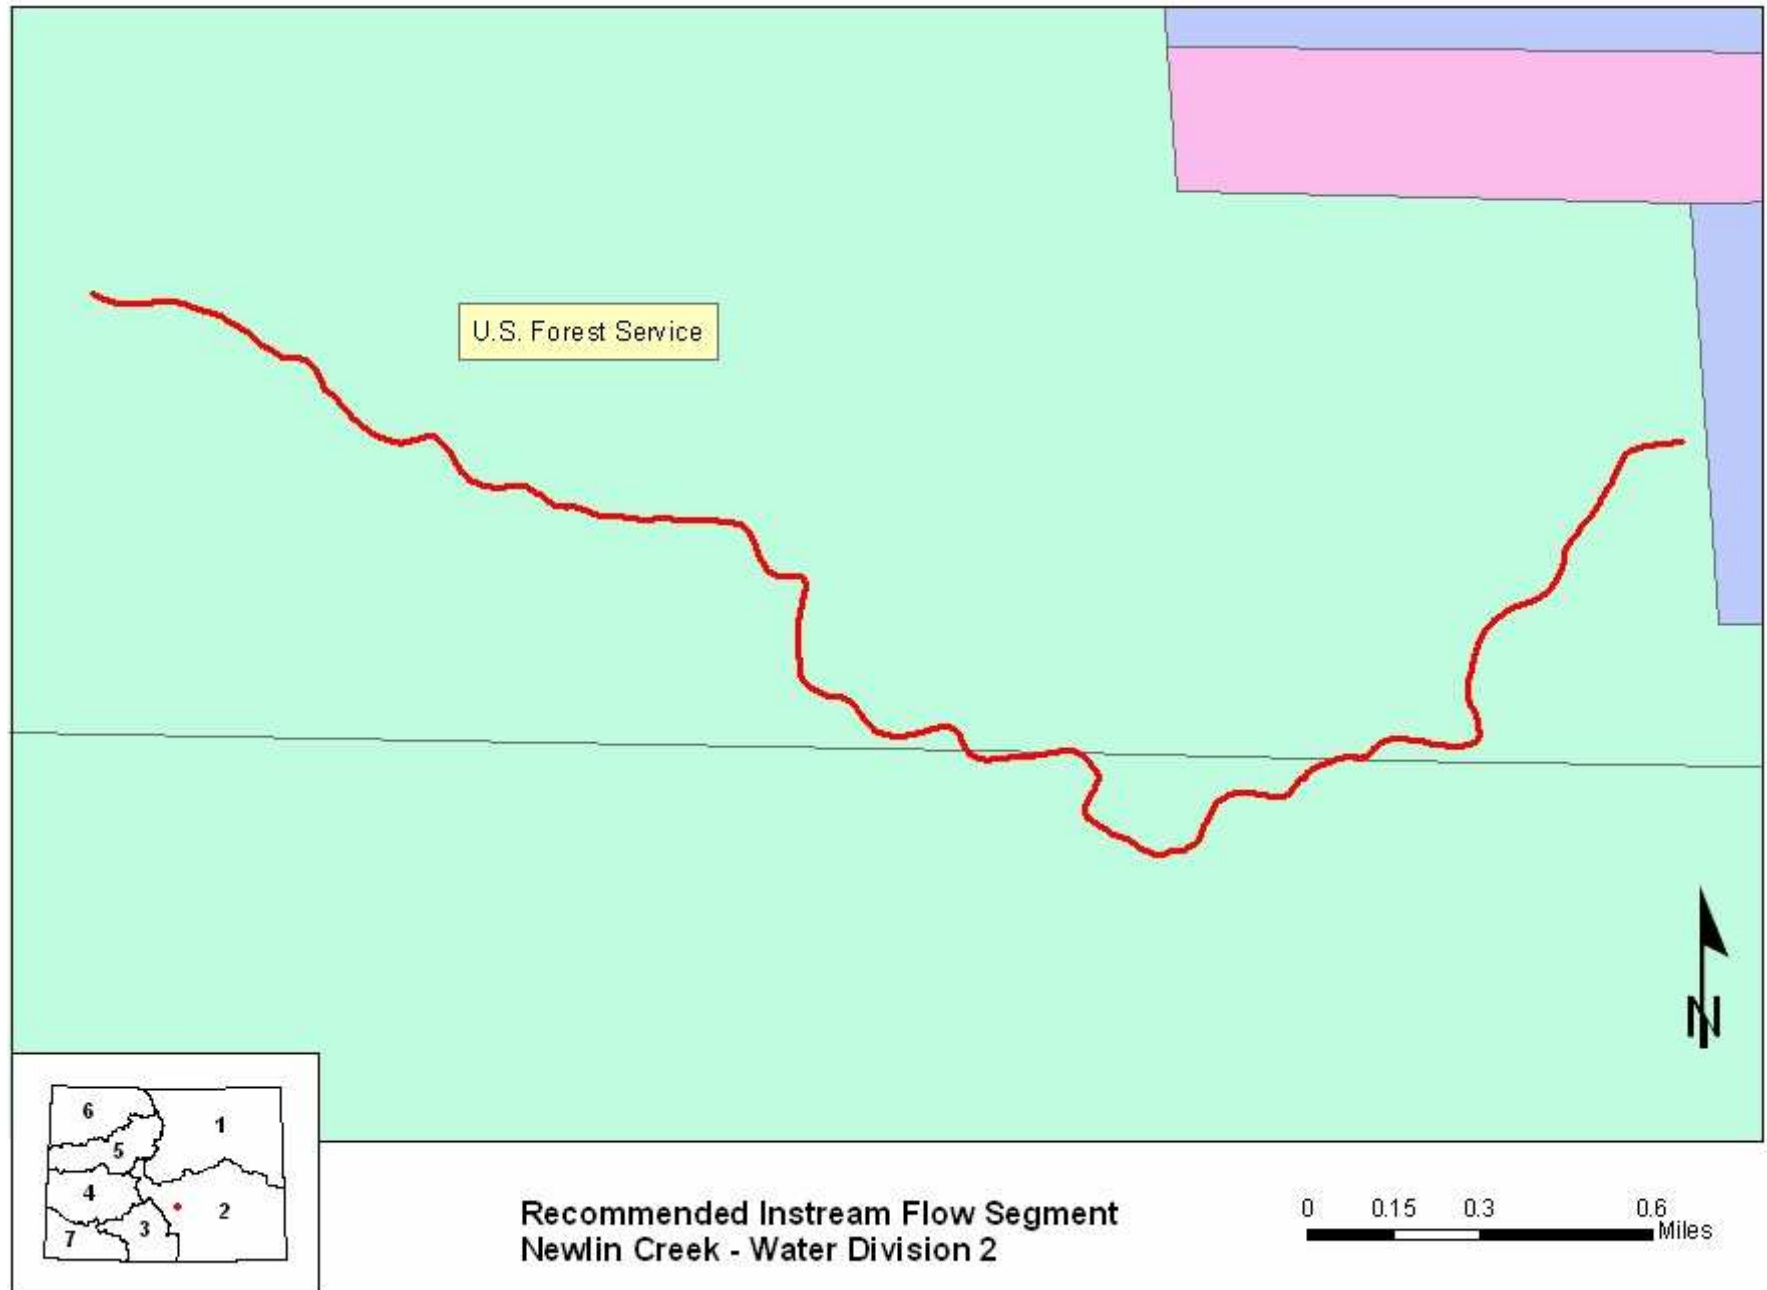 U.S. Forest Service
N
6
1
5
4
2
3
7
Recommended Instream Flow Segment
Newlin Creek - Water Division 2
0 0.15 0.3 0.6
Miles